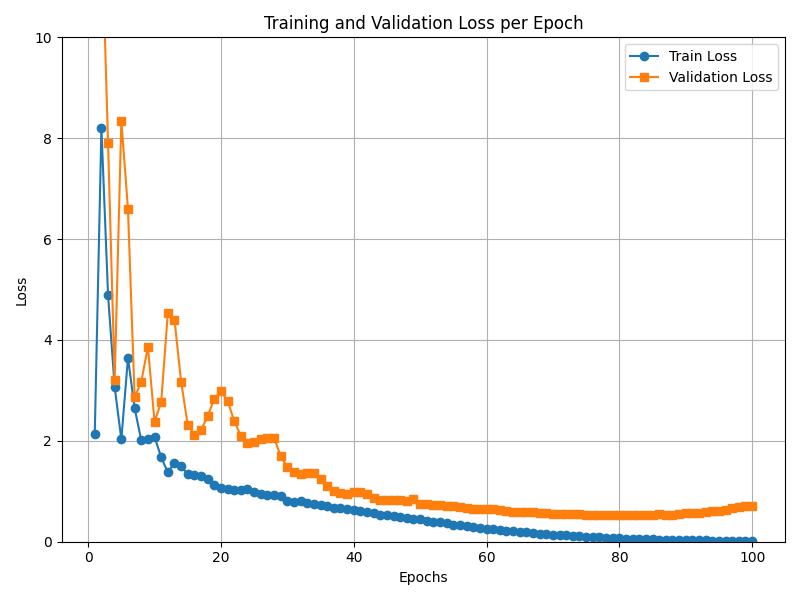 Training and Validation Loss per Epoch
Train Loss
Validation Loss
10
8
6
4
2
0
Loss
0 20 40 60 80 100
Epochs